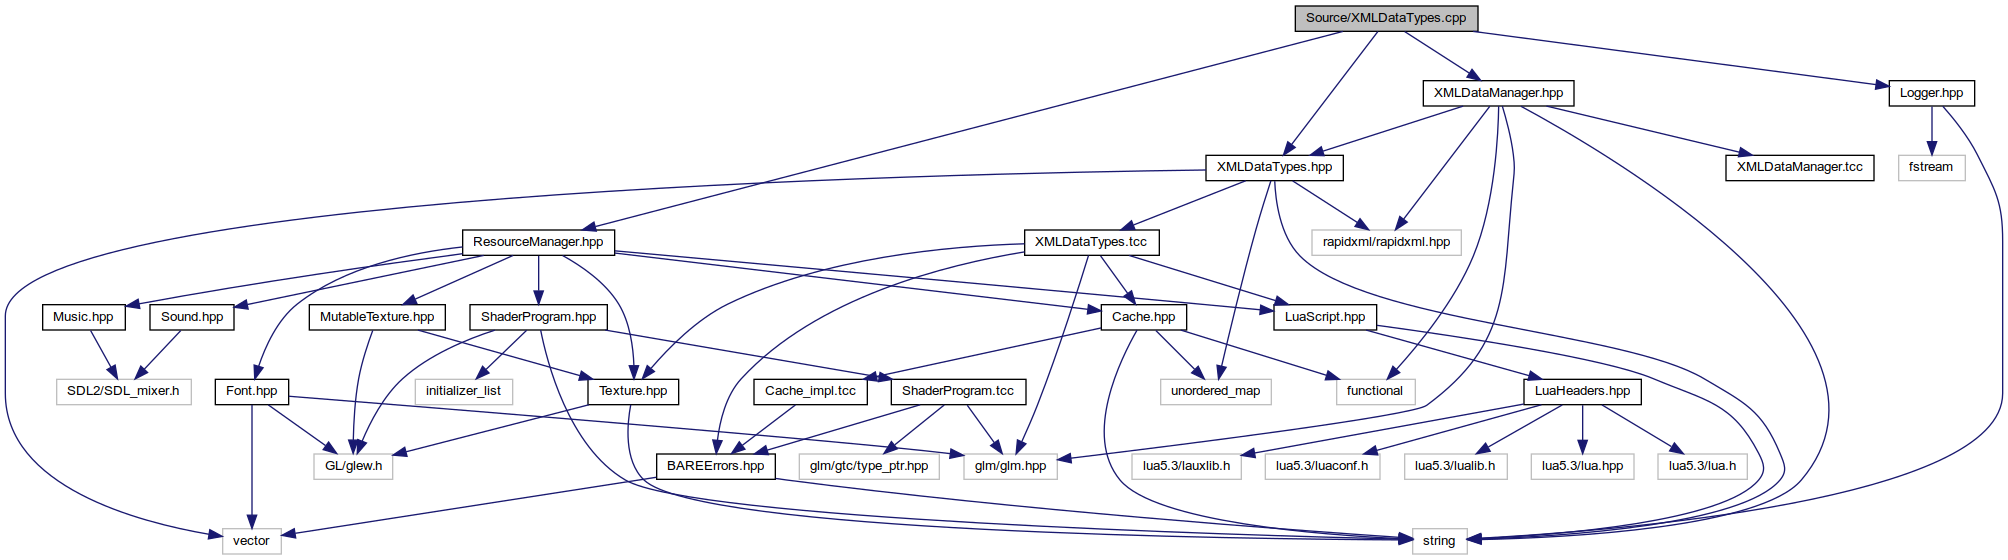 Source/XMLDataTypes.cpp
XMLDataManager.hpp
Logger.hpp
XMLDataTypes.hpp
XMLDataManager.tcc
fstream
ResourceManager.hpp
XMLDataTypes.tcc
rapidxml/rapidxml.hpp
Music.hpp
Sound.hpp
MutableTexture.hpp
ShaderProgram.hpp
Cache.hpp
LuaScript.hpp
SDL2/SDL_mixer.h
Font.hpp
initializer_list
Texture.hpp
Cache_impl.tcc
ShaderProgram.tcc
unordered_map
functional
LuaHeaders.hpp
GL/glew.h
BAREErrors.hpp
glm/gtc/type_ptr.hpp
glm/glm.hpp
lua5.3/lauxlib.h
lua5.3/luaconf.h
lua5.3/lualib.h
lua5.3/lua.hpp
lua5.3/lua.h
vector
string